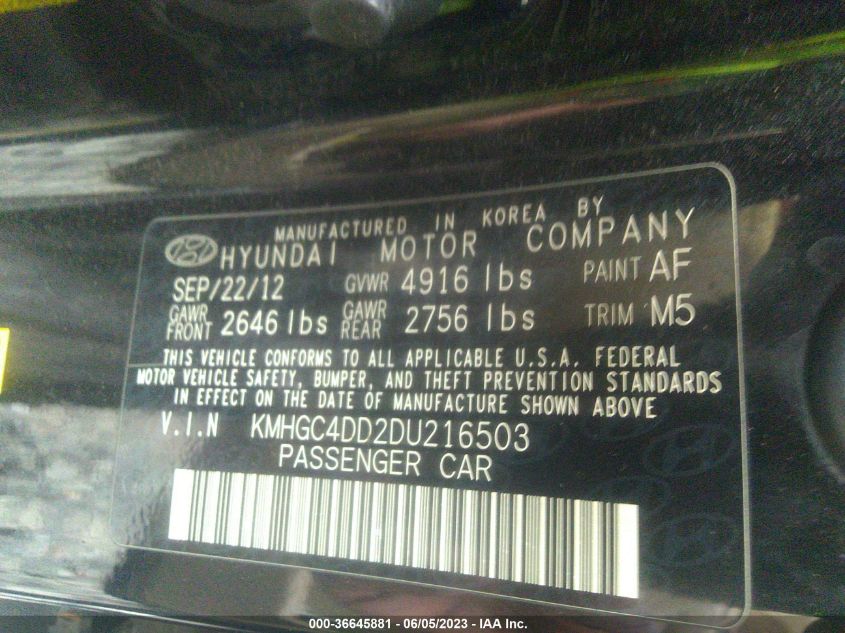 MANUFACTURED IN KOREA BY
HYUNDAI MOTOR COMPANY
SEP/22/12 GVWR 4916 lbs PAINT AF
GAWR FRONT 2646 lbs GAWR REAR 2756 lbs TRIM M5
THIS VEHICLE CONFORMS TO ALL APPLICABLE U.S.A. FEDERAL
MOTOR VEHICLE SAFETY, BUMPER, AND THEFT PREVENTION STANDARDS
IN EFFECT ON THE DATE OF MANUFACTURE SHOWN ABOVE
V.I.N KMHGC4DD2DU216503
PASSENGER CAR
000-36645881 - 06/05/2023 - IAA Inc.